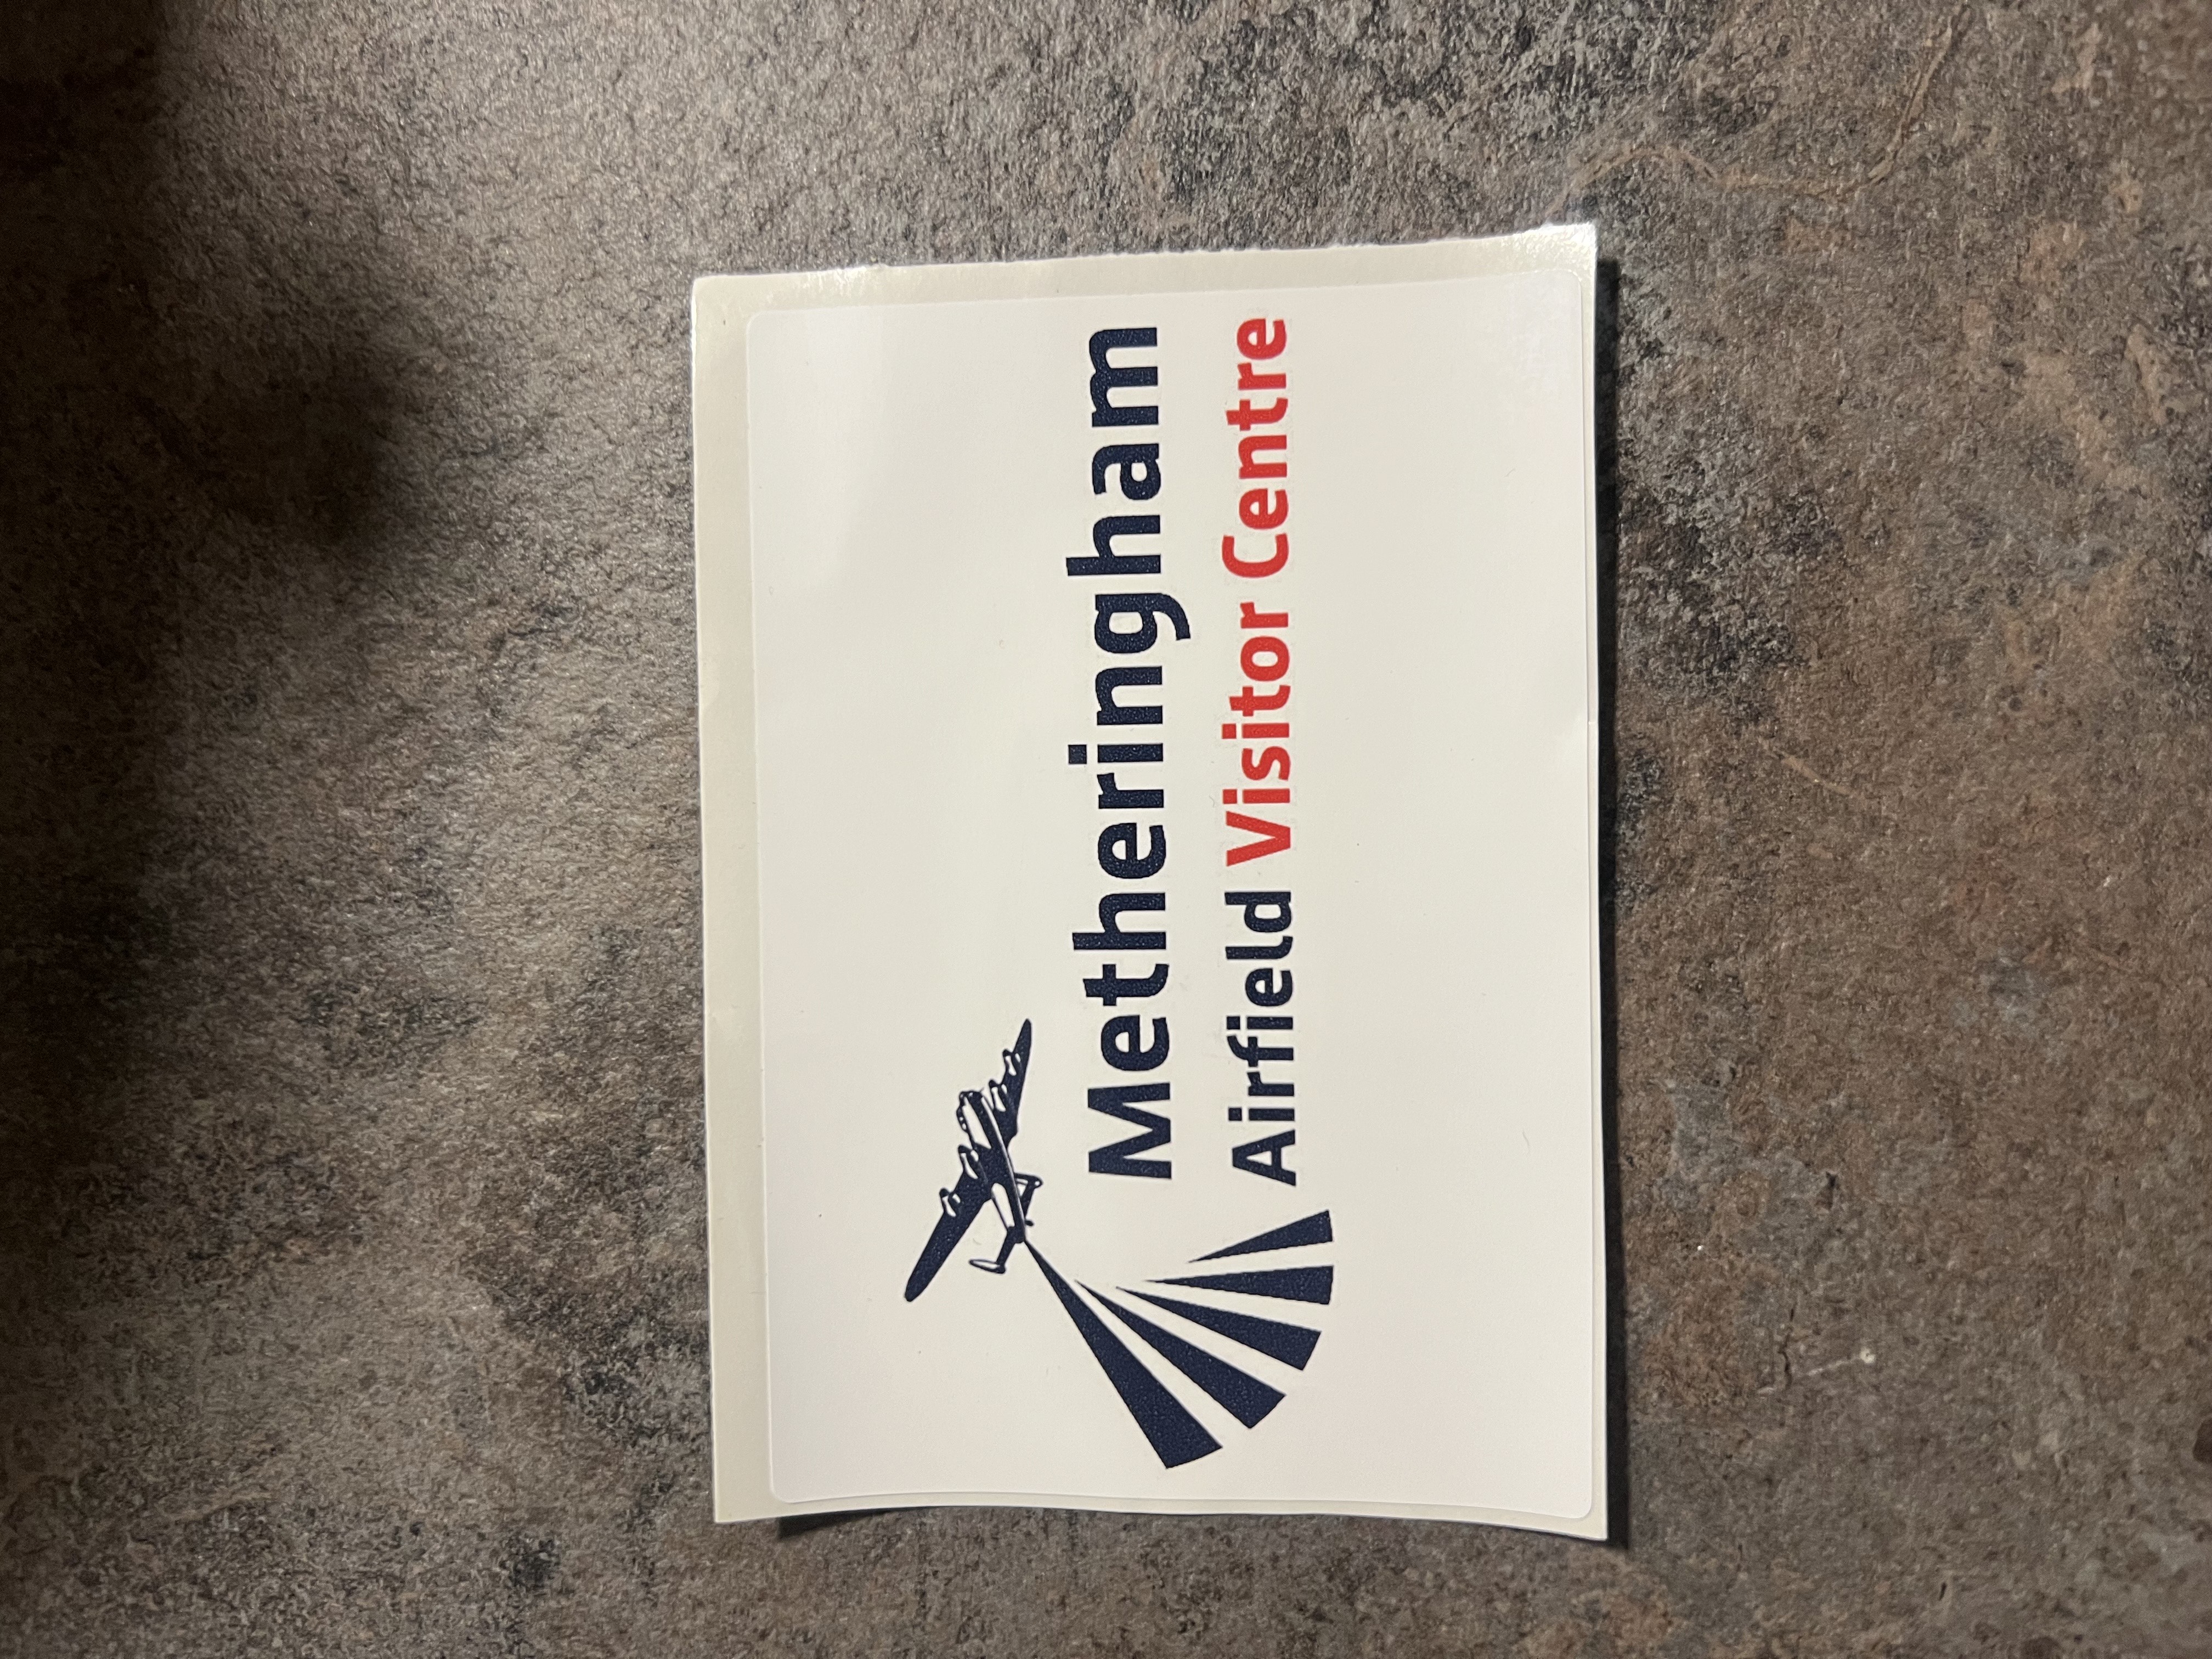 Metheringham
Airfield Visitor Centre